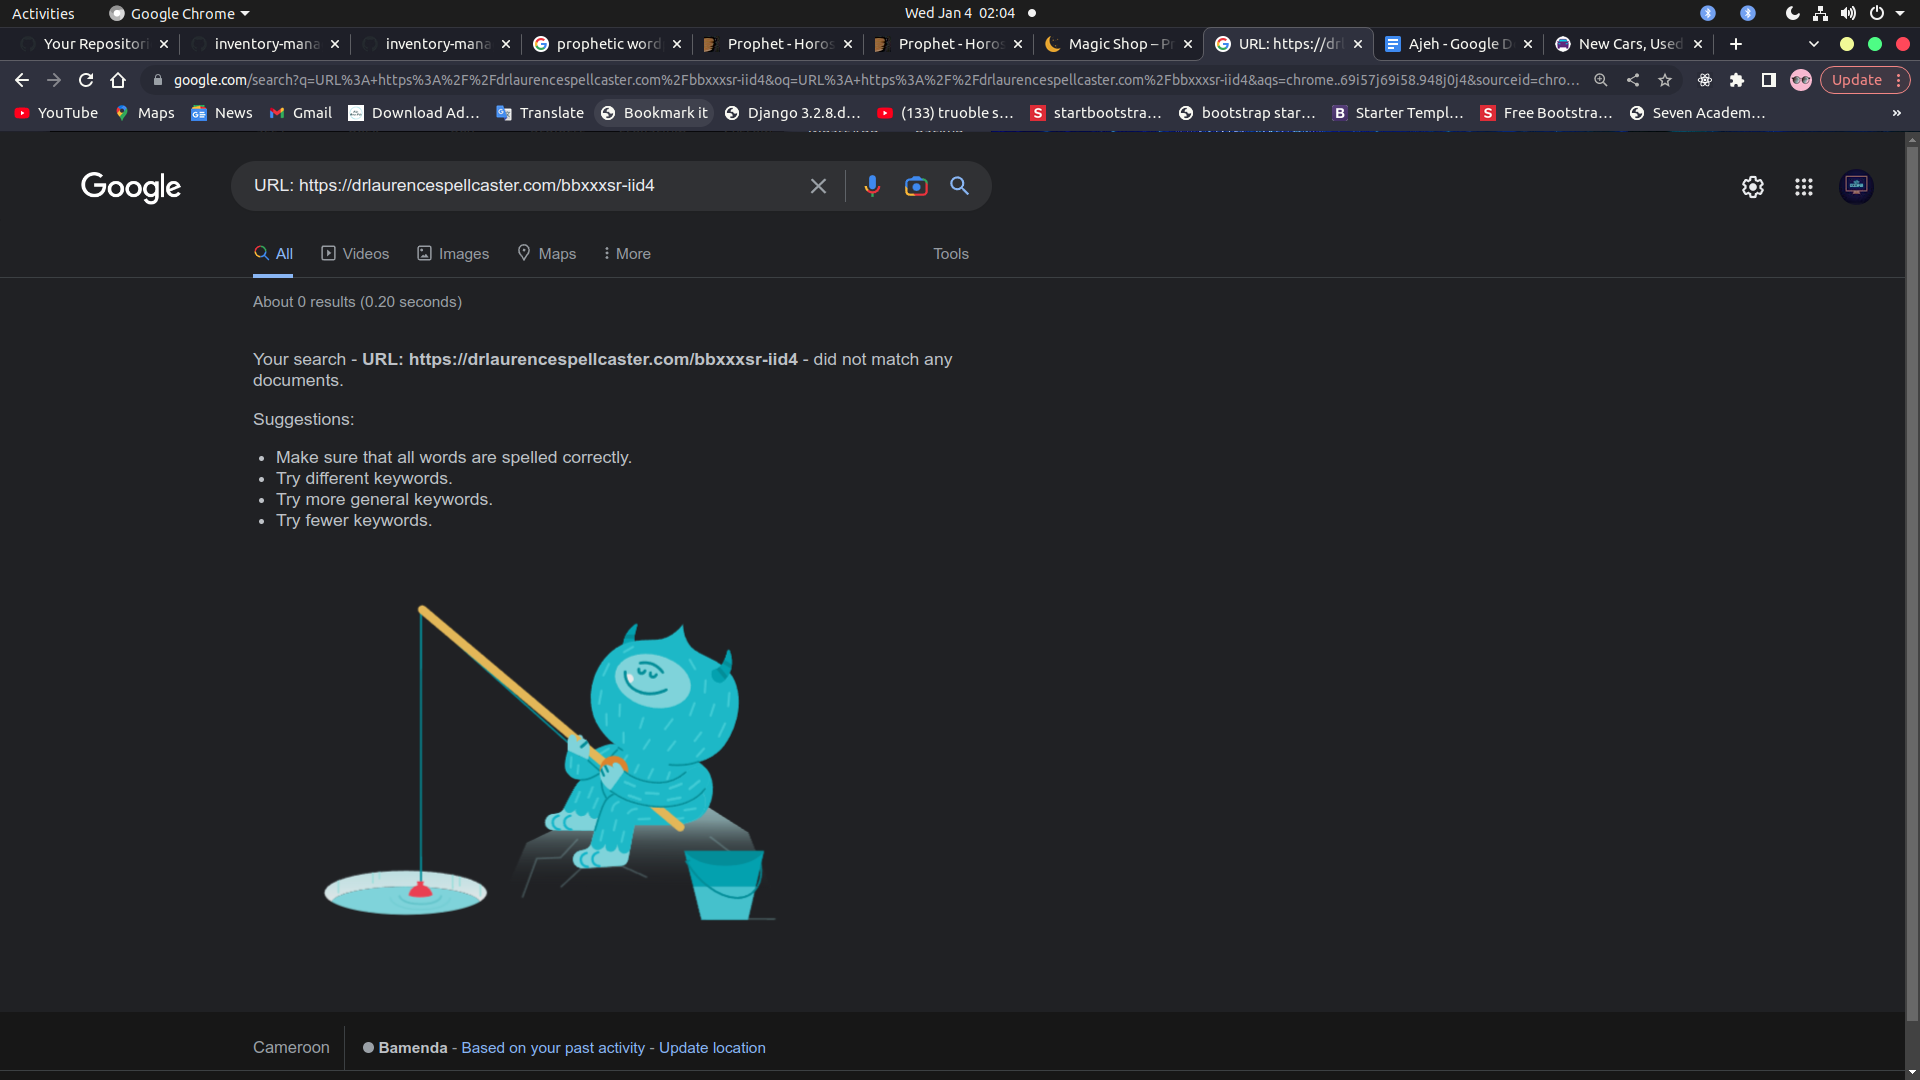 Activities
Google Chrome
Wed Jan 4 02:04
Your Repositori
inventory-mana
inventory-mana
prophetic word
Prophet - Horos
Prophet - Horos
Magic Shop – Pr
URL: https://drl
Ajeh - Google D
New Cars, Used
google.com/search?q=URL%3A+https%3A%2F%2Fdrlaurencespellcaster.com%2Fbbxxxsr-iid4&oq=URL%3A+https%3A%2F%2Fdrlaurencespellcaster.com%2Fbbxxxsr-iid4&aqs=chrome..69i57j69i58.948j0j4&sourceid=chro...
Update
YouTube
Maps
News
Gmail
Download Ad...
Translate
Bookmark it
Django 3.2.8.d...
(133) truoble s...
startbootstra...
bootstrap star...
Starter Templ...
Free Bootstra...
Seven Academ...
»
Google
URL: https://drlaurencespellcaster.com/bbxxxsr-iid4
All
Videos
Images
Maps
More
Tools
About 0 results (0.20 seconds)
Your search - URL: https://drlaurencespellcaster.com/bbxxxsr-iid4 - did not match any
documents.
Suggestions:
• Make sure that all words are spelled correctly.
• Try different keywords.
• Try more general keywords.
• Try fewer keywords.
Cameroon
Bamenda - Based on your past activity - Update location